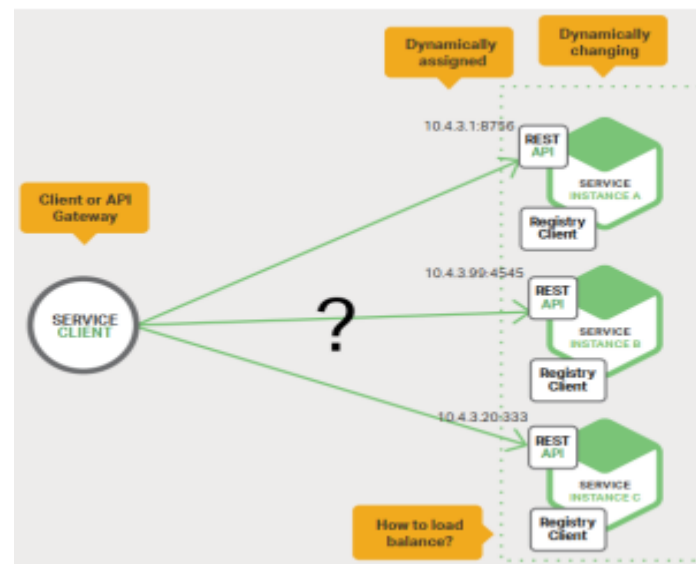 Dynamically
assigned
Dynamically
changing
10.4.3.1:8756
REST
API
SERVICE
INSTANCE A
Registry
Client
Client or API
Gateway
10.4.3.99:4545
REST
API
SERVICE
CLIENT
?
SERVICE
INSTANCE B
Registry
Client
10.4.3.20:333
REST
API
SERVICE
INSTANCE C
How to load
balance?
Registry
Client